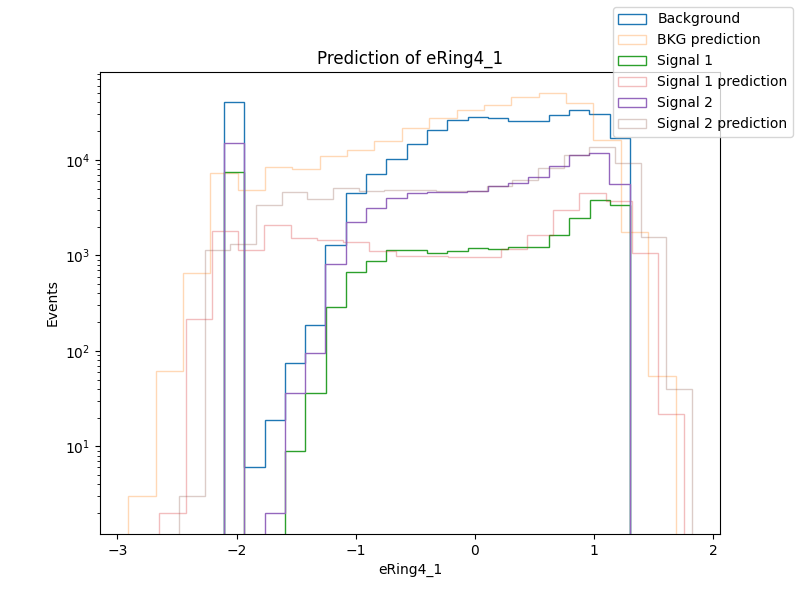 Prediction of eRing4_1
Background
BKG prediction
Signal 1
Signal 1 prediction
Signal 2
Signal 2 prediction
Events
10^4
10^3
10^2
10^1
−3 −2 −1 0 1 2
eRing4_1